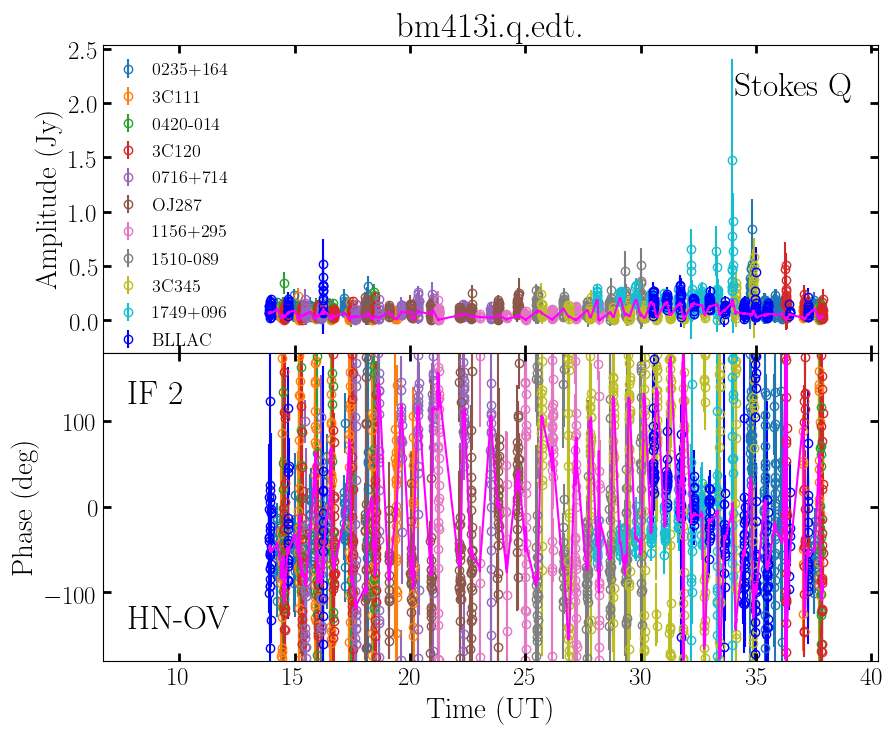 bm413i.q.edt.
2.5
2.0
1.5
1.0
0.5
0.0
Amplitude (Jy)
Stokes Q
0235+164
3C111
0420-014
3C120
0716+714
OJ287
1156+295
1510-089
3C345
1749+096
BLLAC
IF 2
HN-OV
100
0
−100
Phase (deg)
10 15 20 25 30 35 40
Time (UT)